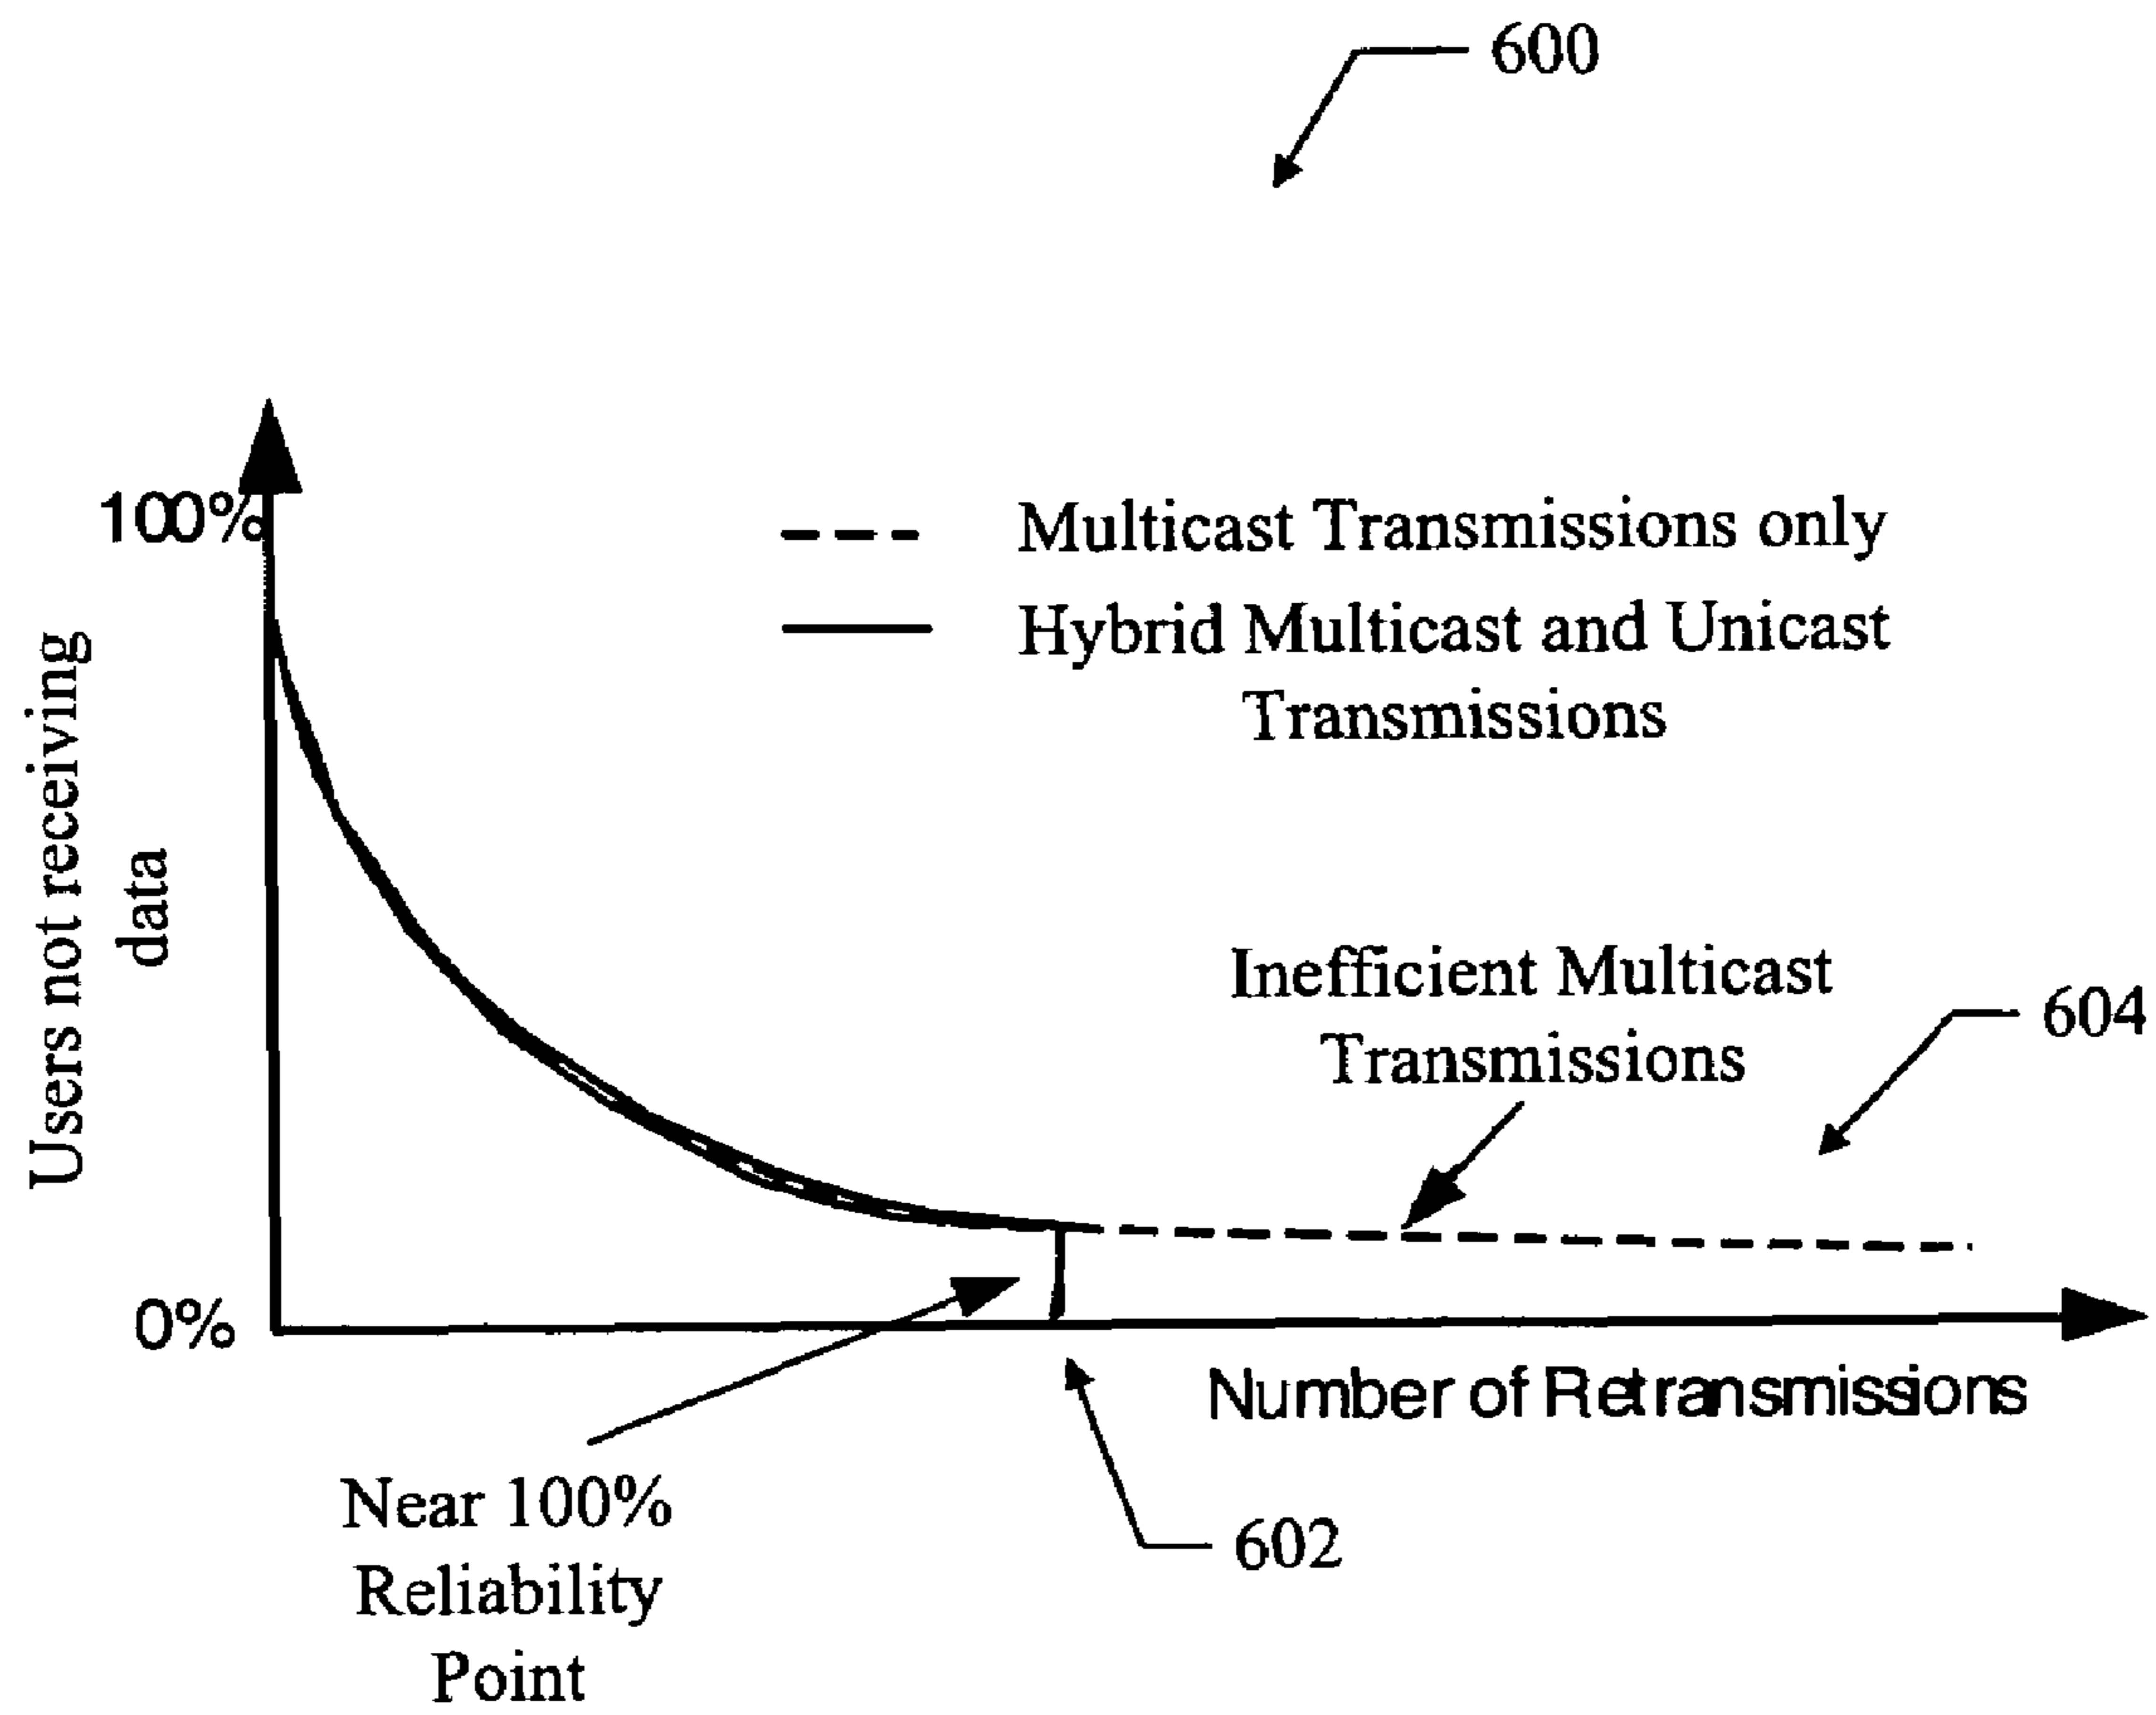 600
100%
Multicast Transmissions only
Hybrid Multicast and Unicast
Transmissions
Users not receiving
data
Inefficient Multicast
Transmissions
604
0%
Number of Retransmissions
Near 100%
Reliability
Point
602